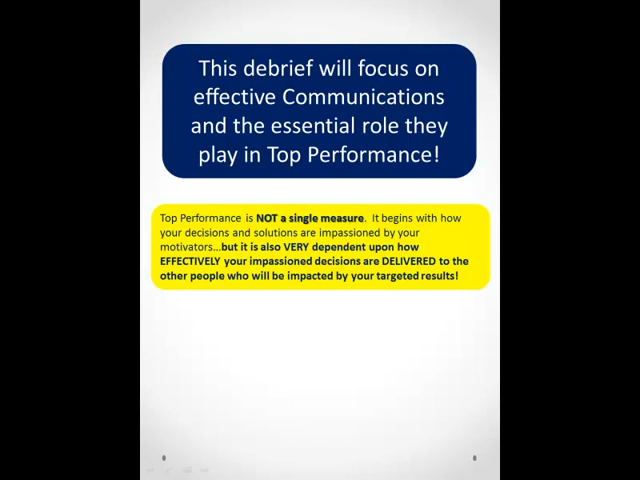 This debrief will focus on
effective Communications
and the essential role they
play in Top Performance!
Top Performance is NOT a single measure.  It begins with how
your decisions and solutions are impassioned by your
motivators…but it is also VERY dependent upon how
EFFECTIVELY your impassioned decisions are DELIVERED to the
other people who will be impacted by your targeted results!